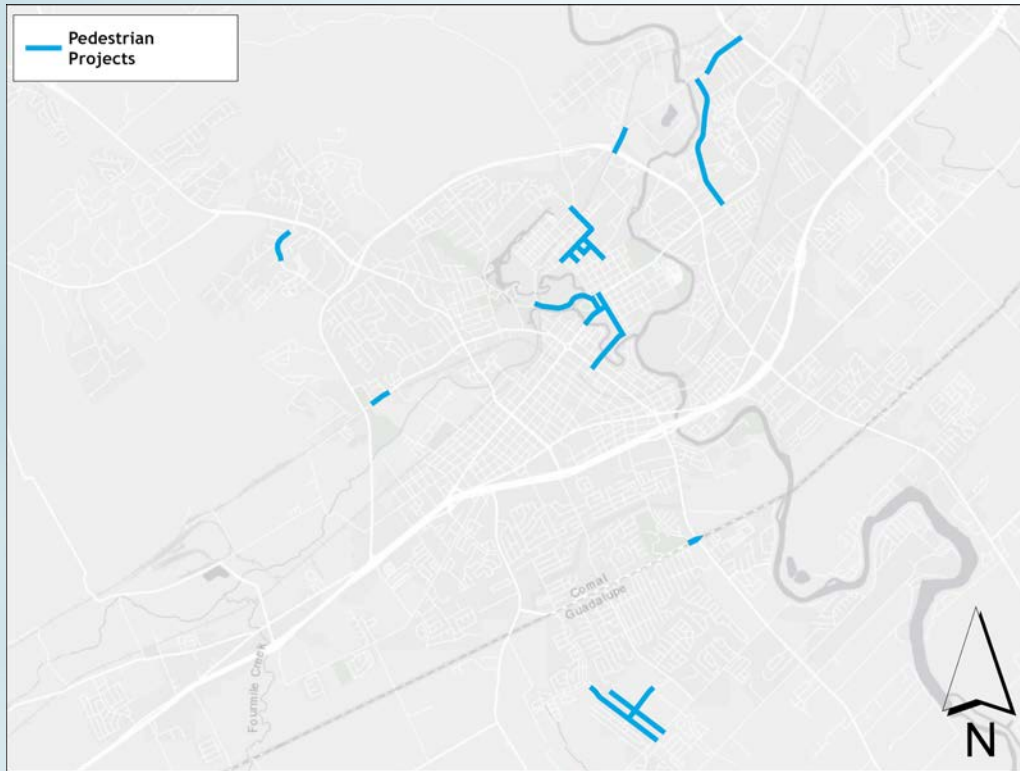 Pedestrian
Projects
Comal
Guadalupe
Fourmile Creek
N